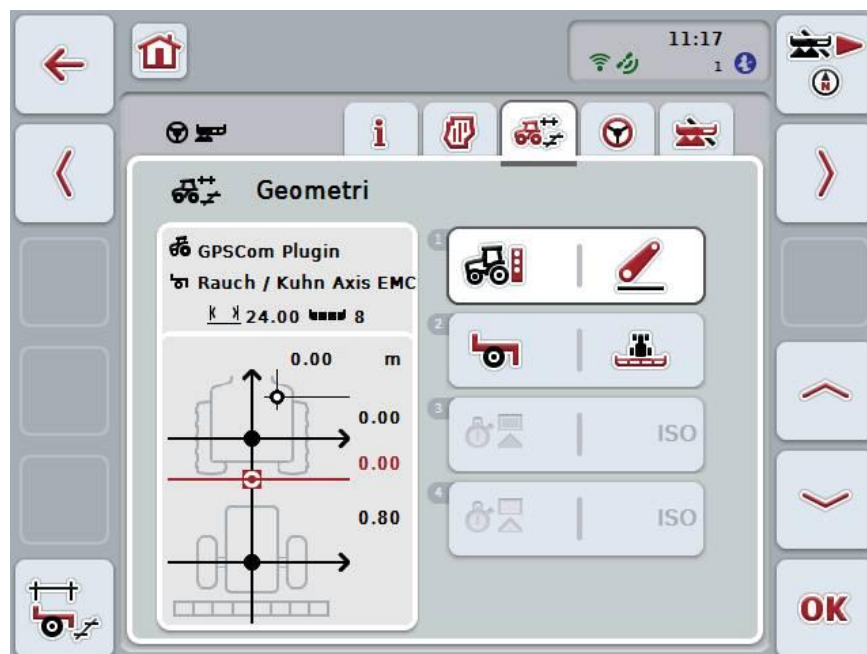 11:17
1
N
i
Geometri
GPSCom Plugin
Rauch / Kuhn Axis EMC
24.00 8
0.00 m
0.00
0.00
0.80
1
2
3
ISO
4
ISO
OK